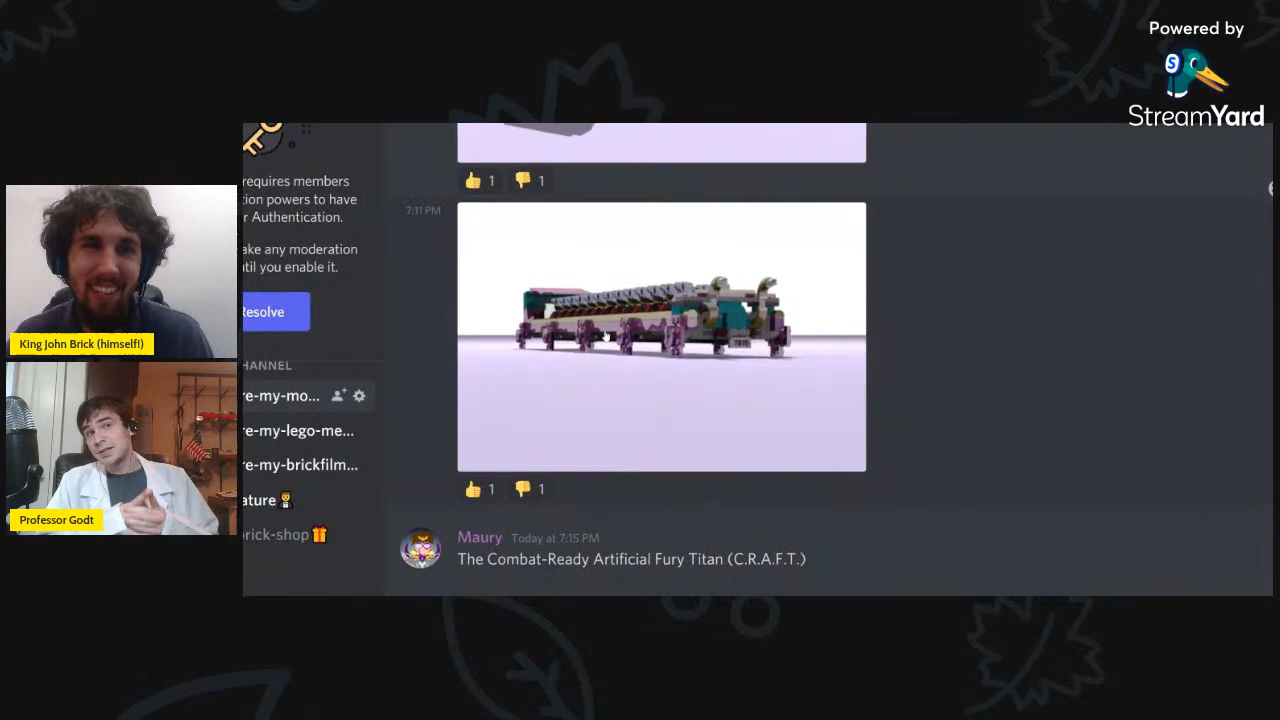 Powered by
S
StreamYard
requires members
tion powers to have
r Authentication.
ake any moderation
ntil you enable it.
Resolve
HANNEL
re-my-mo...
re-my-lego-me...
re-my-brickfilm...
ature
brick-shop
1 1
7:11 PM
7815
1 1
Maury Today at 7:15 PM
The Combat-Ready Artificial Fury Titan (C.R.A.F.T.)
King John Brick (himself!)
Professor Godt